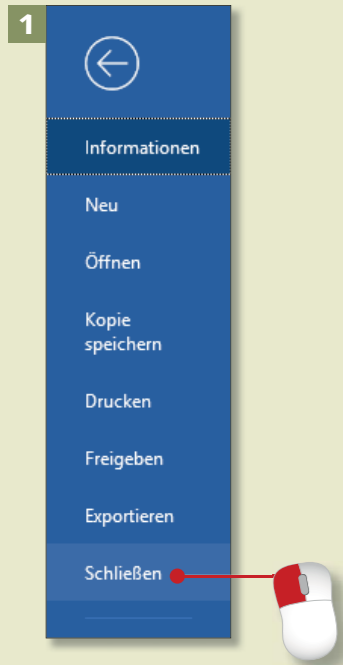 1
Informationen
Neu
Öffnen
Kopie
speichern
Drucken
Freigeben
Exportieren
Schließen